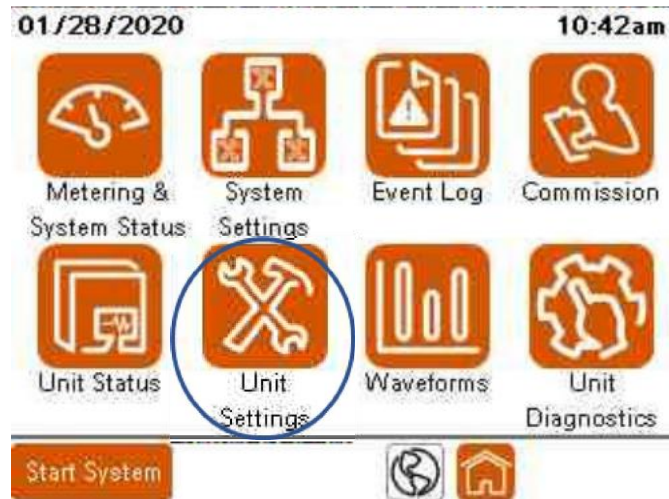 01/28/2020 10:42am
Metering & System Event Log Commission
System Status Settings
Unit Status Unit Waveforms Unit
Settings Diagnostics
Start System